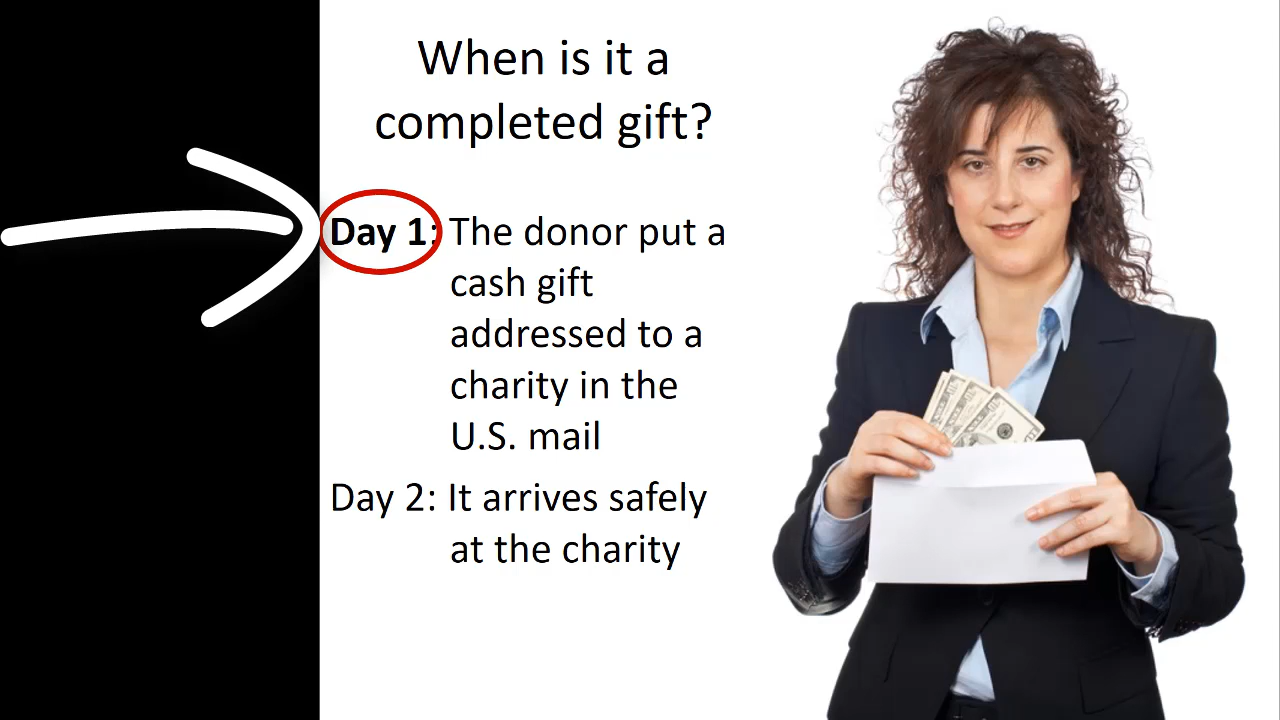 When is it a
completed gift?
Day 1: The donor put a
cash gift
addressed to a
charity in the
U.S. mail
Day 2: It arrives safely
at the charity